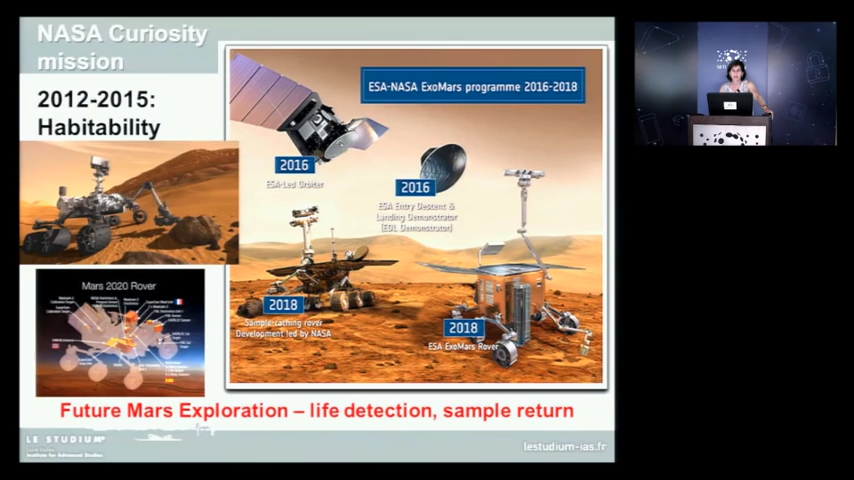 NASA Curiosity
mission
2012-2015:
Habitability
ESA-NASA ExoMars programme 2016-2018
2016
ESA-Led Orbiter
2016
ESA Entry Descent &
Landing Demonstrator
(EDL Demonstrator)
2018
Sample-caching rover
Development led by NASA
2018
ESA ExoMars Rover
Mars 2020 Rover
Future Mars Exploration – life detection, sample return
LE STUDIUM
Institute for Advanced Studies
lestudium-ias.fr